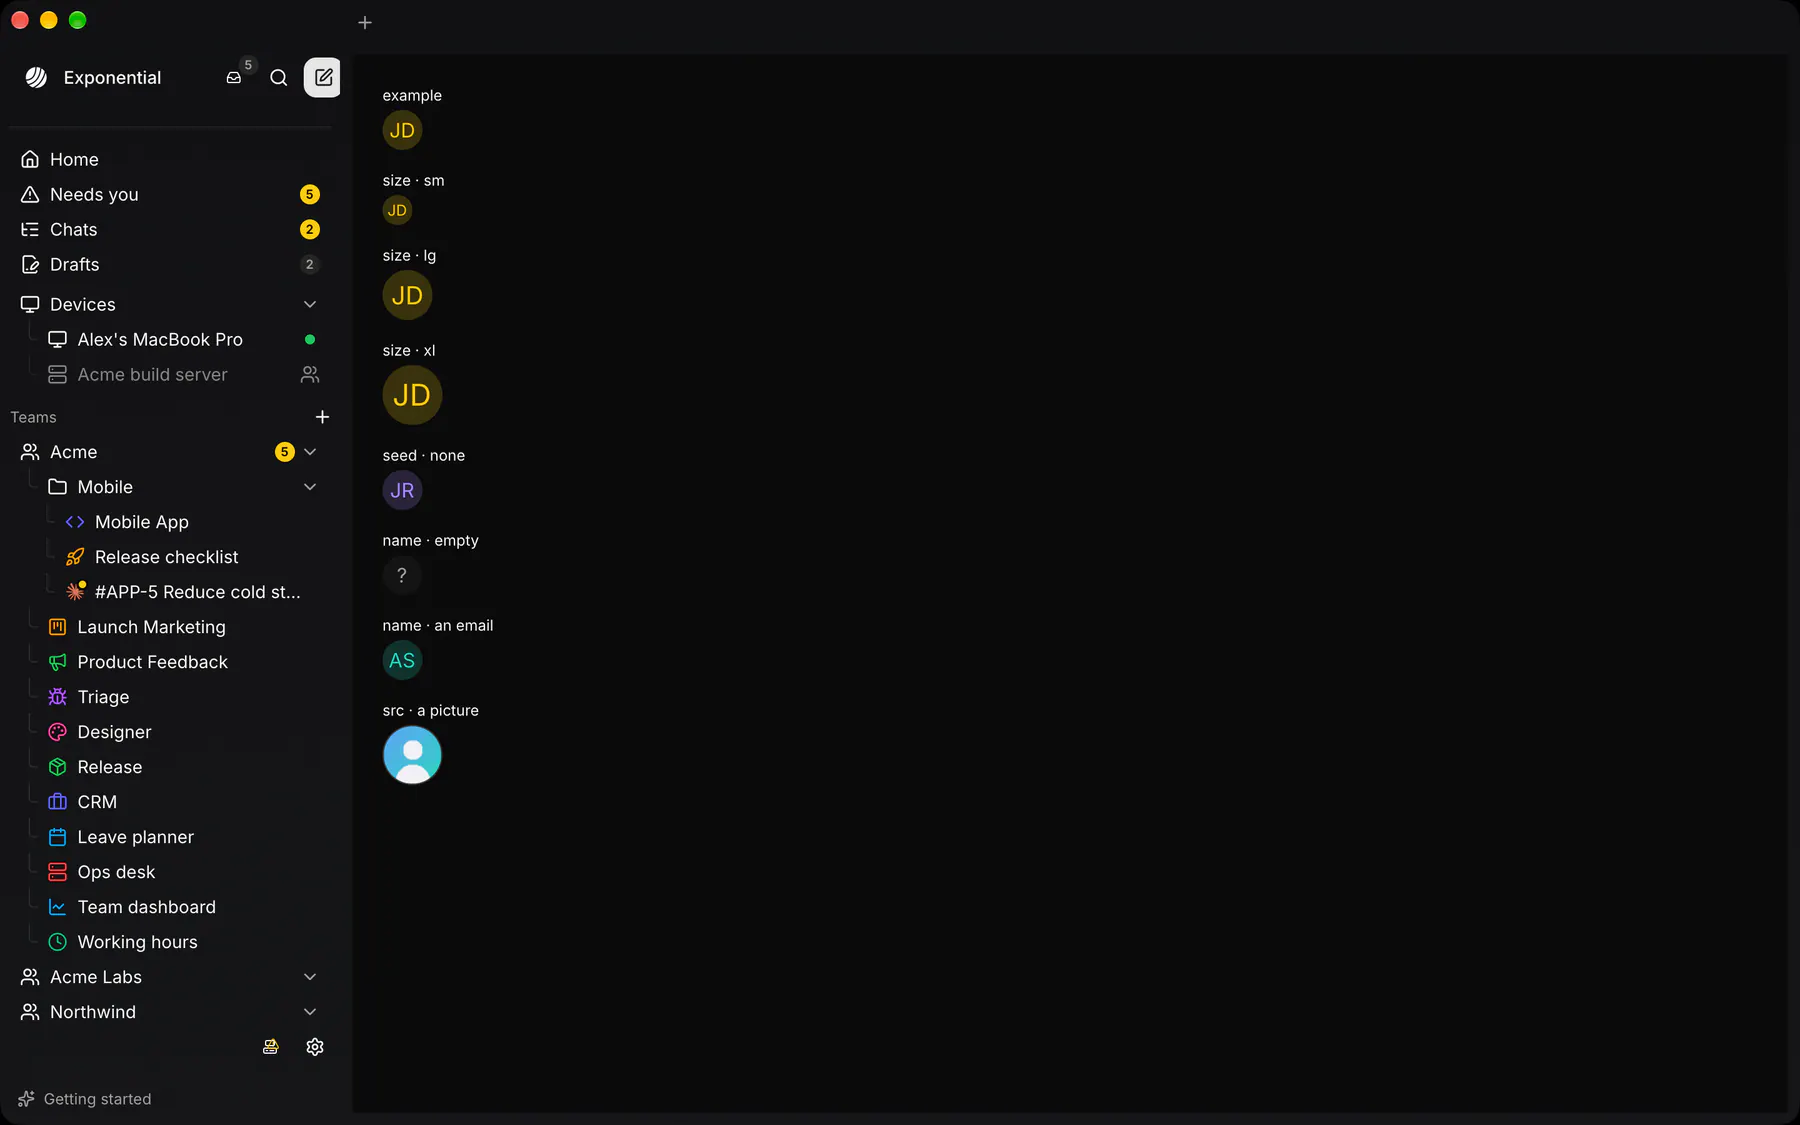 Exponential
5
Home
Needs you
5
Chats
2
Drafts
2
Devices
Alex's MacBook Pro
Acme build server
Teams
Acme
5
Mobile
Mobile App
Release checklist
#APP-5 Reduce cold st...
Launch Marketing
Product Feedback
Triage
Designer
Release
CRM
Leave planner
Ops desk
Team dashboard
Working hours
Acme Labs
Northwind
Getting started
example
JD
size · sm
JD
size · lg
JD
size · xl
JD
seed · none
JR
name · empty
?
name · an email
AS
src · a picture